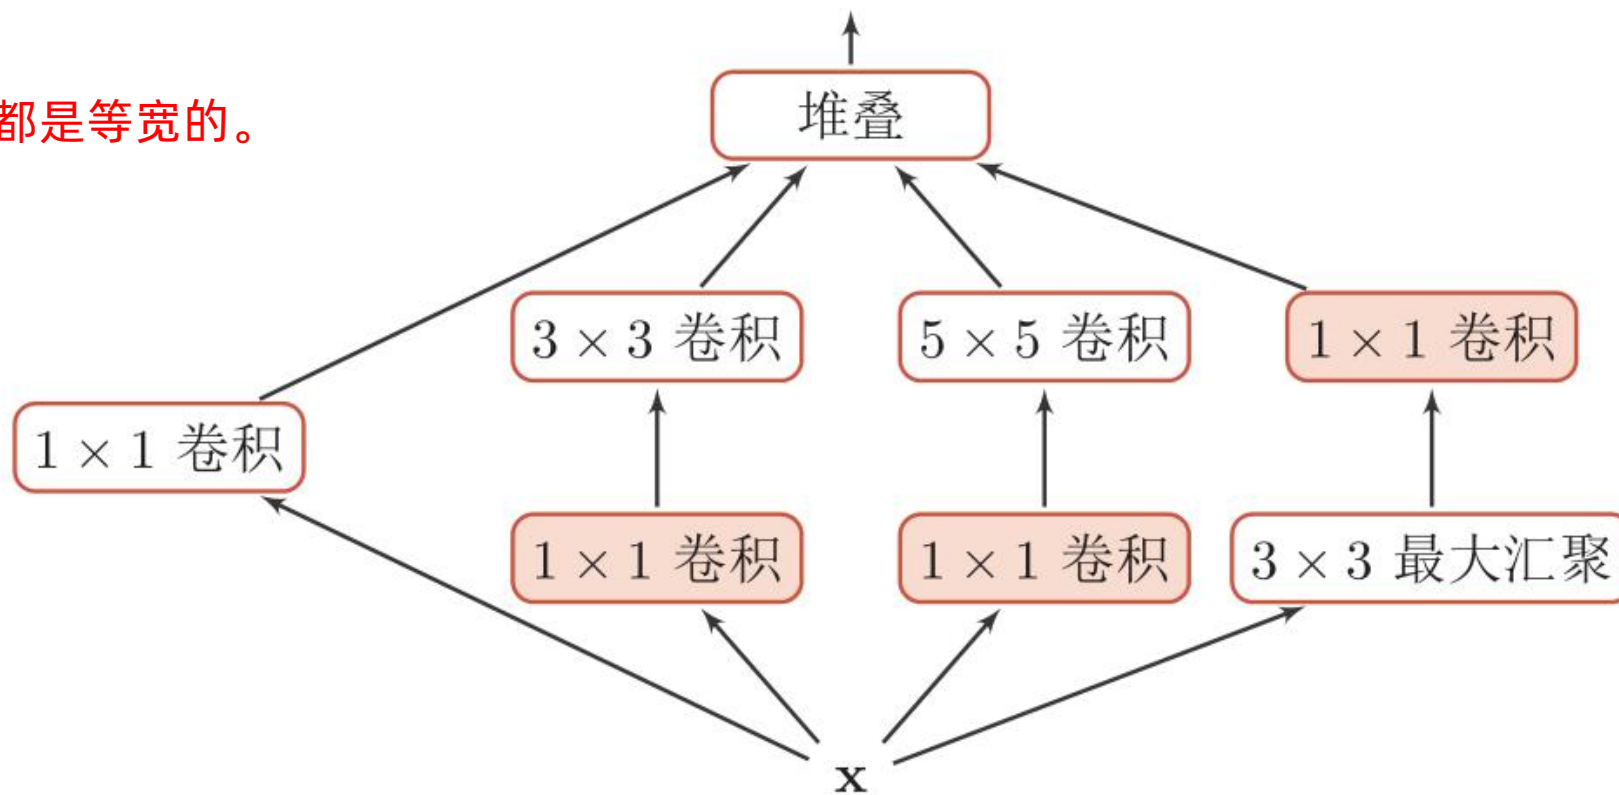 都是等宽的。
堆叠
3 × 3 卷积
5 × 5 卷积
1 × 1 卷积
1 × 1 卷积
1 × 1 卷积
1 × 1 卷积
3 × 3 最大汇聚
x